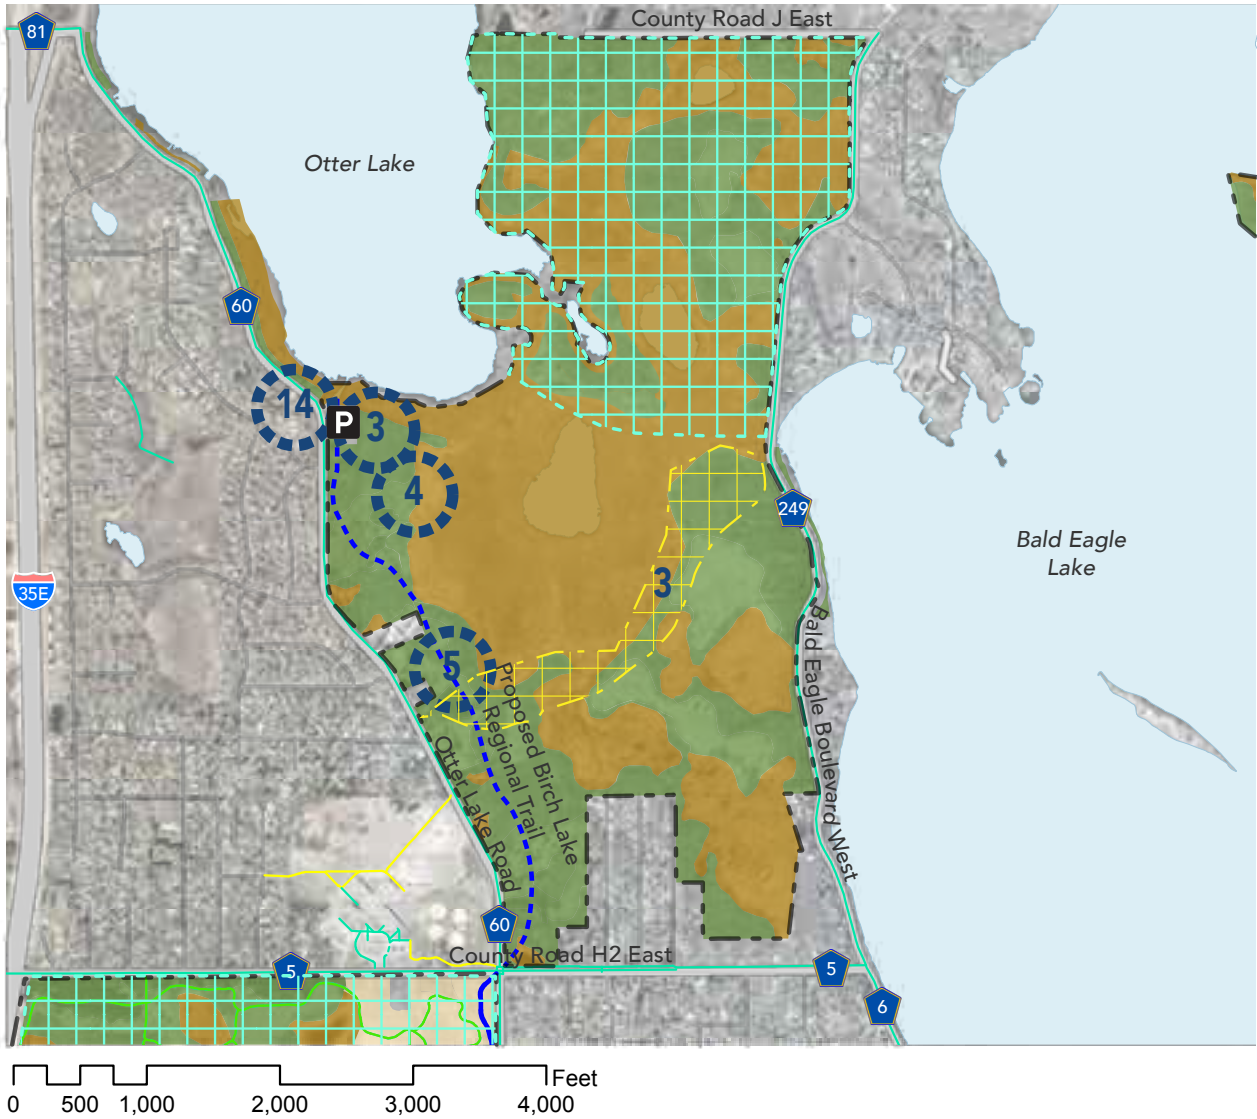 81
County Road J East
Otter Lake
60
14
P
3
4
249
Bald Eagle
Lake
35E
3
5
Proposed Birch Lake
Regional Trail
Bald Eagle Boulevard West
Otter Lake Road
60
County Road H2 East
5
5
6
Feet
0 500 1,000 2,000 3,000 4,000